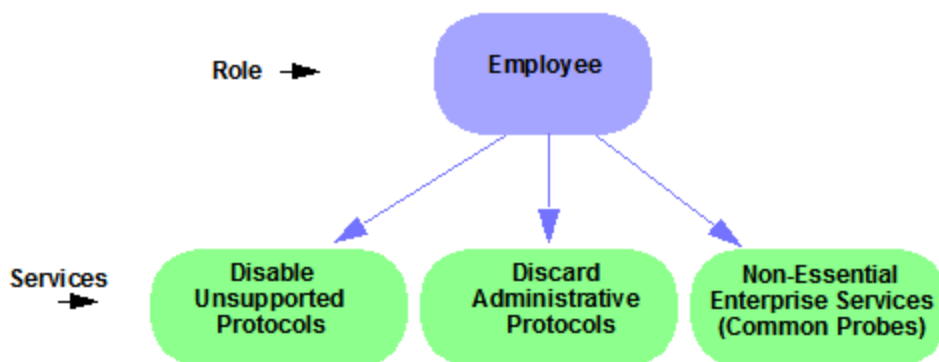 Employee
Role
Services
Disable
Unsupported
Protocols
Discard
Administrative
Protocols
Non-Essential
Enterprise Services
(Common Probes)